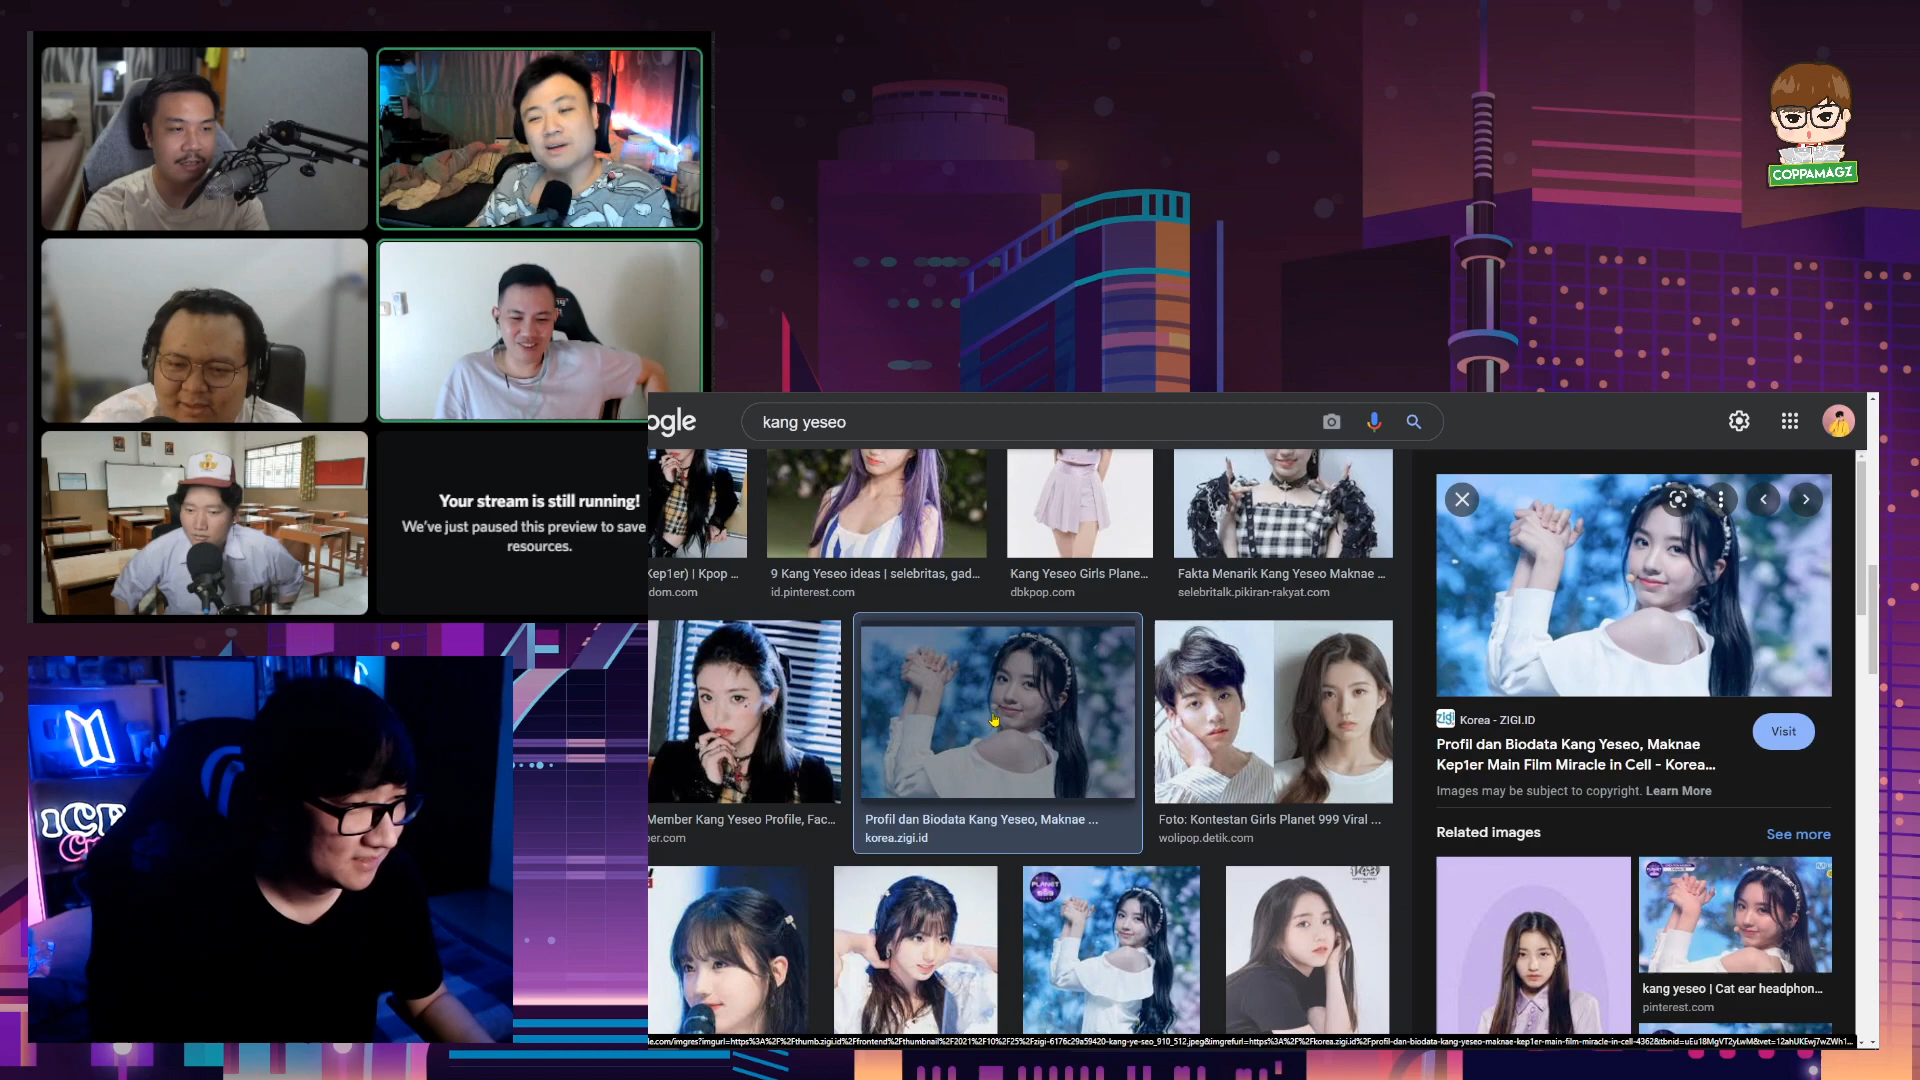 COPPAMAGZ
ogle
kang yeseo
Your stream is still running!
We've just paused this preview to save
resources.
Kep1er) | Kpop ...
dom.com
9 Kang Yeseo ideas | selebritas, gad...
id.pinterest.com
Kang Yeseo Girls Plane...
dbkpop.com
Fakta Menarik Kang Yeseo Maknae ...
selebritalk.pikiran-rakyat.com
Member Kang Yeseo Profile, Fac...
per.com
Profil dan Biodata Kang Yeseo, Maknae ...
korea.zigi.id
Foto: Kontestan Girls Planet 999 Viral ...
wolipop.detik.com
zigi
Korea - ZIGI.ID
Visit
Profil dan Biodata Kang Yeseo, Maknae
Kep1er Main Film Miracle in Cell - Korea...
Images may be subject to copyright. Learn More
Related images
See more
PLANET
999
kang yeseo | Cat ear headphon...
pinterest.com